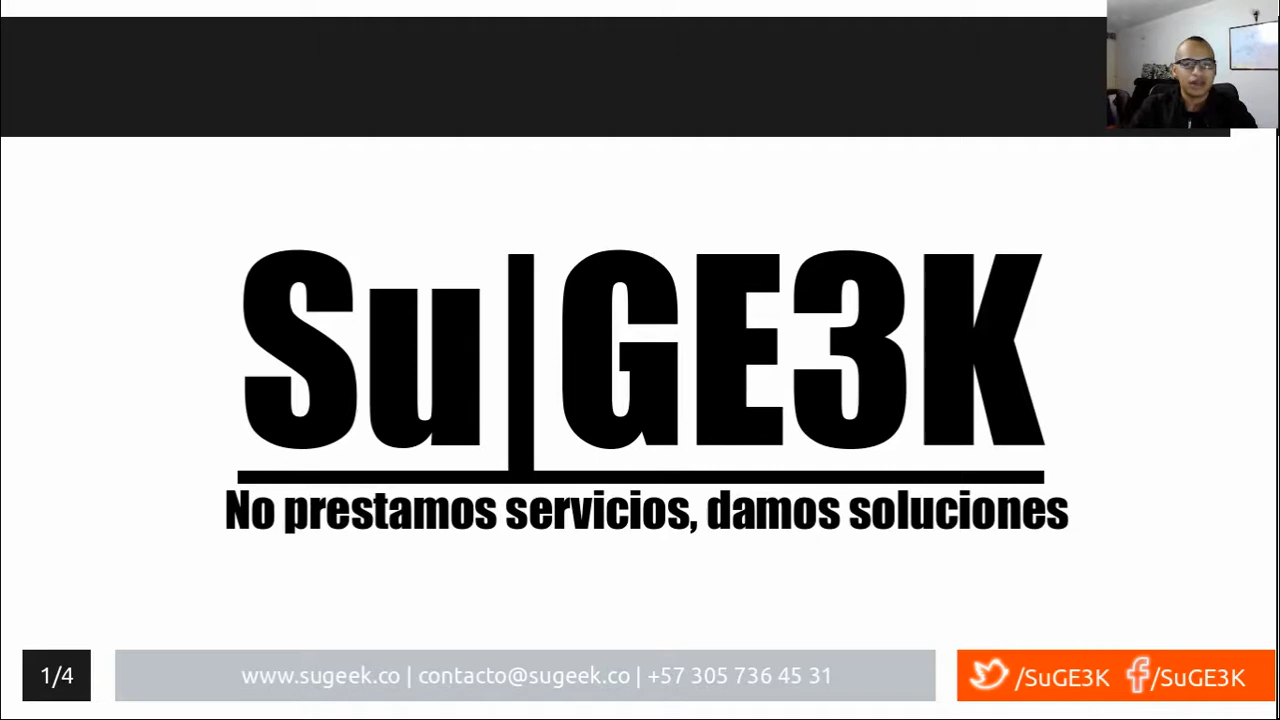 Su|GE3K
No prestamos servicios, damos soluciones
1/4
www.sugeek.co | contacto@sugeek.co | +57 305 736 45 31
/SuGE3K /SuGE3K